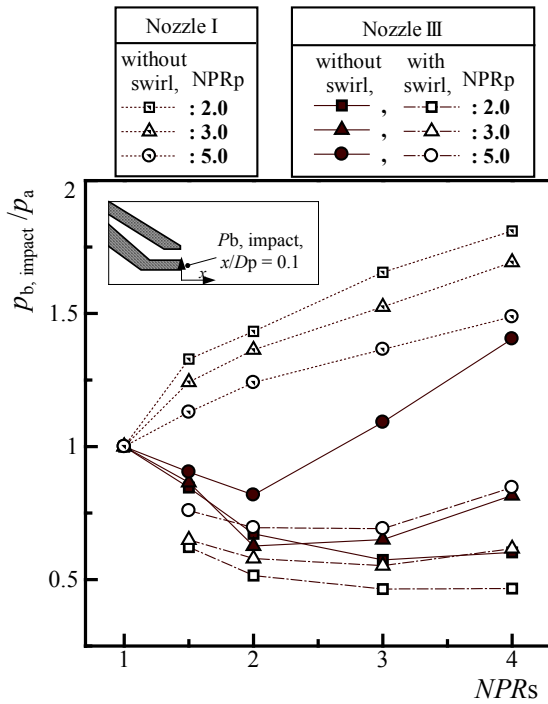 Nozzle I
without
swirl, NPRp
: 2.0
: 3.0
: 5.0
Nozzle Ⅲ
without with
swirl, swirl, NPRp
, : 2.0
, : 3.0
, : 5.0
p_b, impact /p_a
2
1.5
1
0.5
Pb, impact,
x/Dp = 0.1
x
1 2 3 4
NPRs